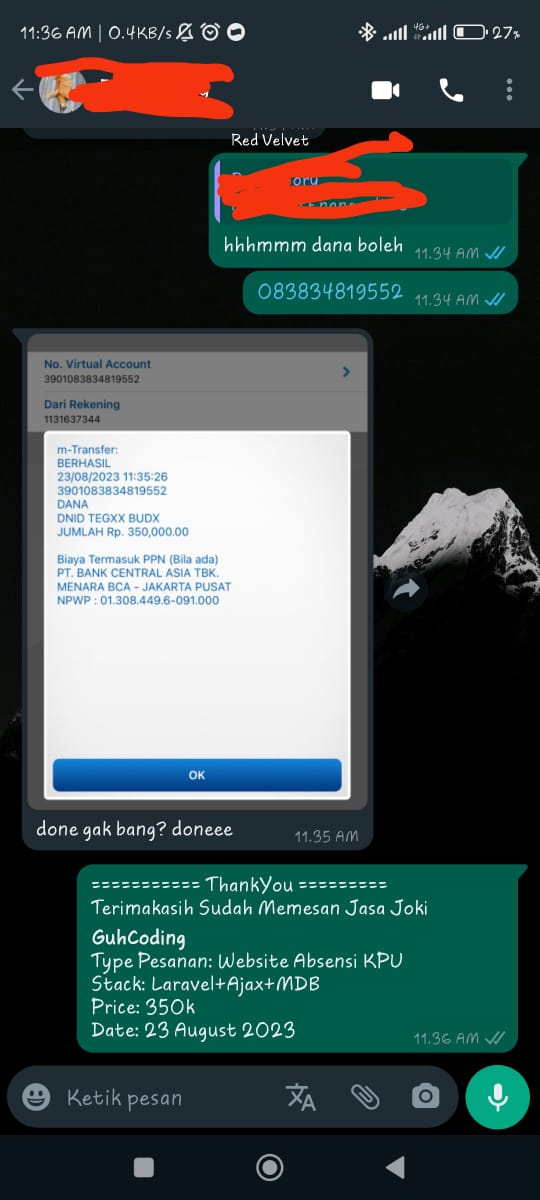 11:36 AM | 0.4KB/s
4G+
27%
Red Velvet
hhhmmm dana boleh
11.34 AM
083834819552
11.34 AM
No. Virtual Account
3901083834819552
Dari Rekening
1131637344
m-Transfer:
BERHASIL
23/08/2023 11:35:26
3901083834819552
DANA
DNID TEGXX BUDX
JUMLAH Rp. 350,000.00
Biaya Termasuk PPN (Bila ada)
PT. BANK CENTRAL ASIA TBK.
MENARA BCA - JAKARTA PUSAT
NPWP : 01.308.449.6-091.000
OK
done gak bang? doneee
11.35 AM
=========== ThankYou =========
Terimakasih Sudah Memesan Jasa Joki
GuhCoding
Type Pesanan: Website Absensi KPU
Stack: Laravel+Ajax+MDB
Price: 350k
Date: 23 August 2023
11.36 AM
Ketik pesan